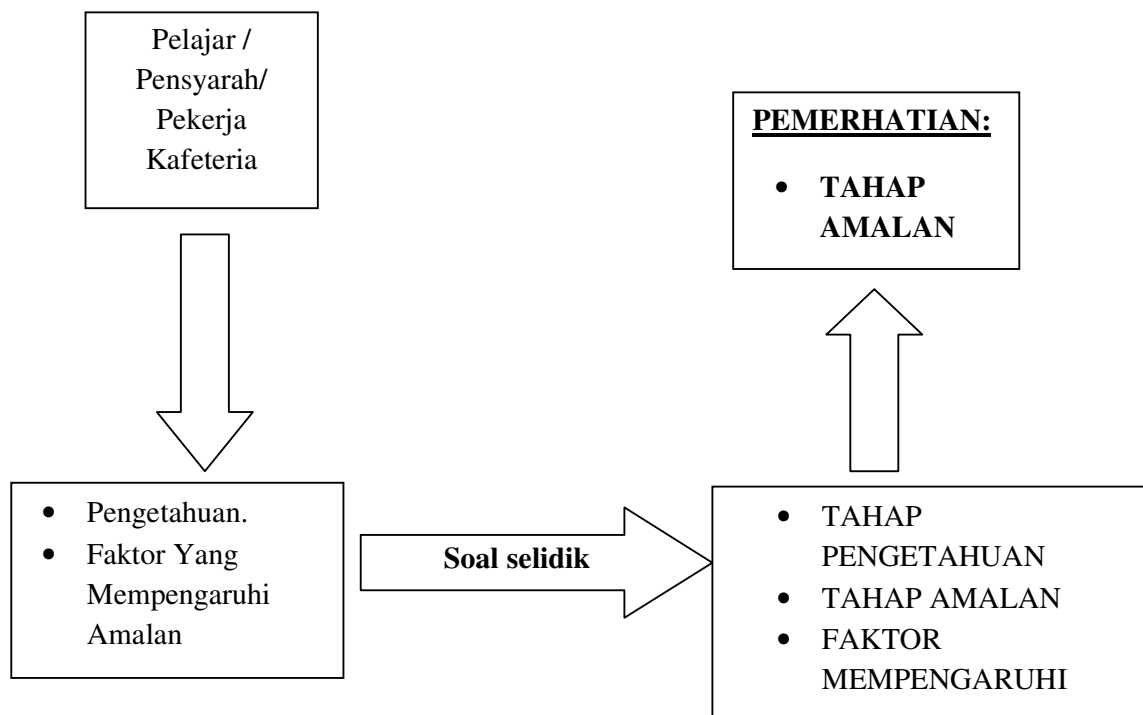 Pelajar /
Pensyarah/
Pekerja
Kafeteria
PEMERHATIAN:
• TAHAP
AMALAN
• Pengetahuan.
• Faktor Yang
Mempengaruhi
Amalan
Soal selidik
• TAHAP
PENGETAHUAN
• TAHAP AMALAN
• FAKTOR
MEMPENGARUHI